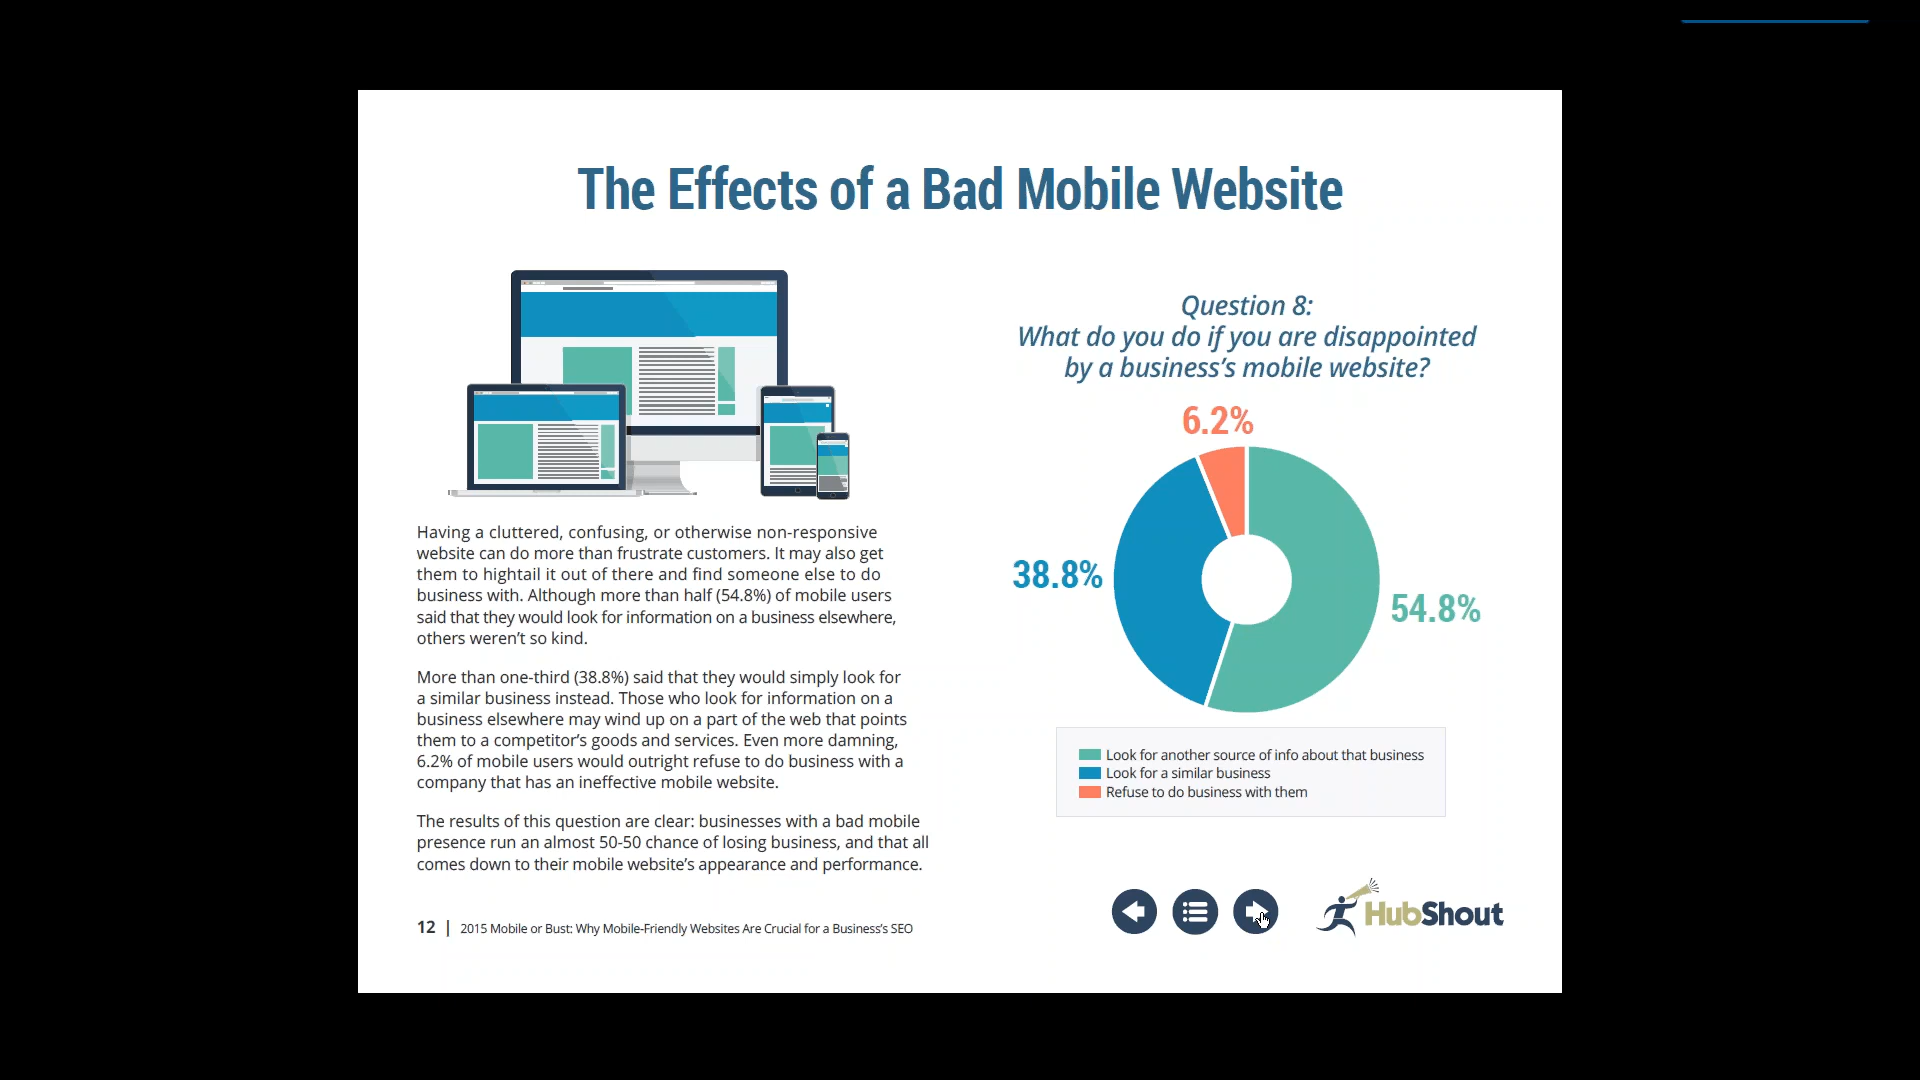 The Effects of a Bad Mobile Website
Question 8:
What do you do if you are disappointed
by a business’s mobile website?
6.2%
38.8%
54.8%
Look for another source of info about that business
Look for a similar business
Refuse to do business with them
Having a cluttered, confusing, or otherwise non-responsive
website can do more than frustrate customers. It may also get
them to hightail it out of there and find someone else to do
business with. Although more than half (54.8%) of mobile users
said that they would look for information on a business elsewhere,
others weren’t so kind.
More than one-third (38.8%) said that they would simply look for
a similar business instead. Those who look for information on a
business elsewhere may wind up on a part of the web that points
them to a competitor’s goods and services. Even more damning,
6.2% of mobile users would outright refuse to do business with a
company that has an ineffective mobile website.
The results of this question are clear: businesses with a bad mobile
presence run an almost 50-50 chance of losing business, and that all
comes down to their mobile website’s appearance and performance.
12 | 2015 Mobile or Bust: Why Mobile-Friendly Websites Are Crucial for a Business’s SEO
HubShout